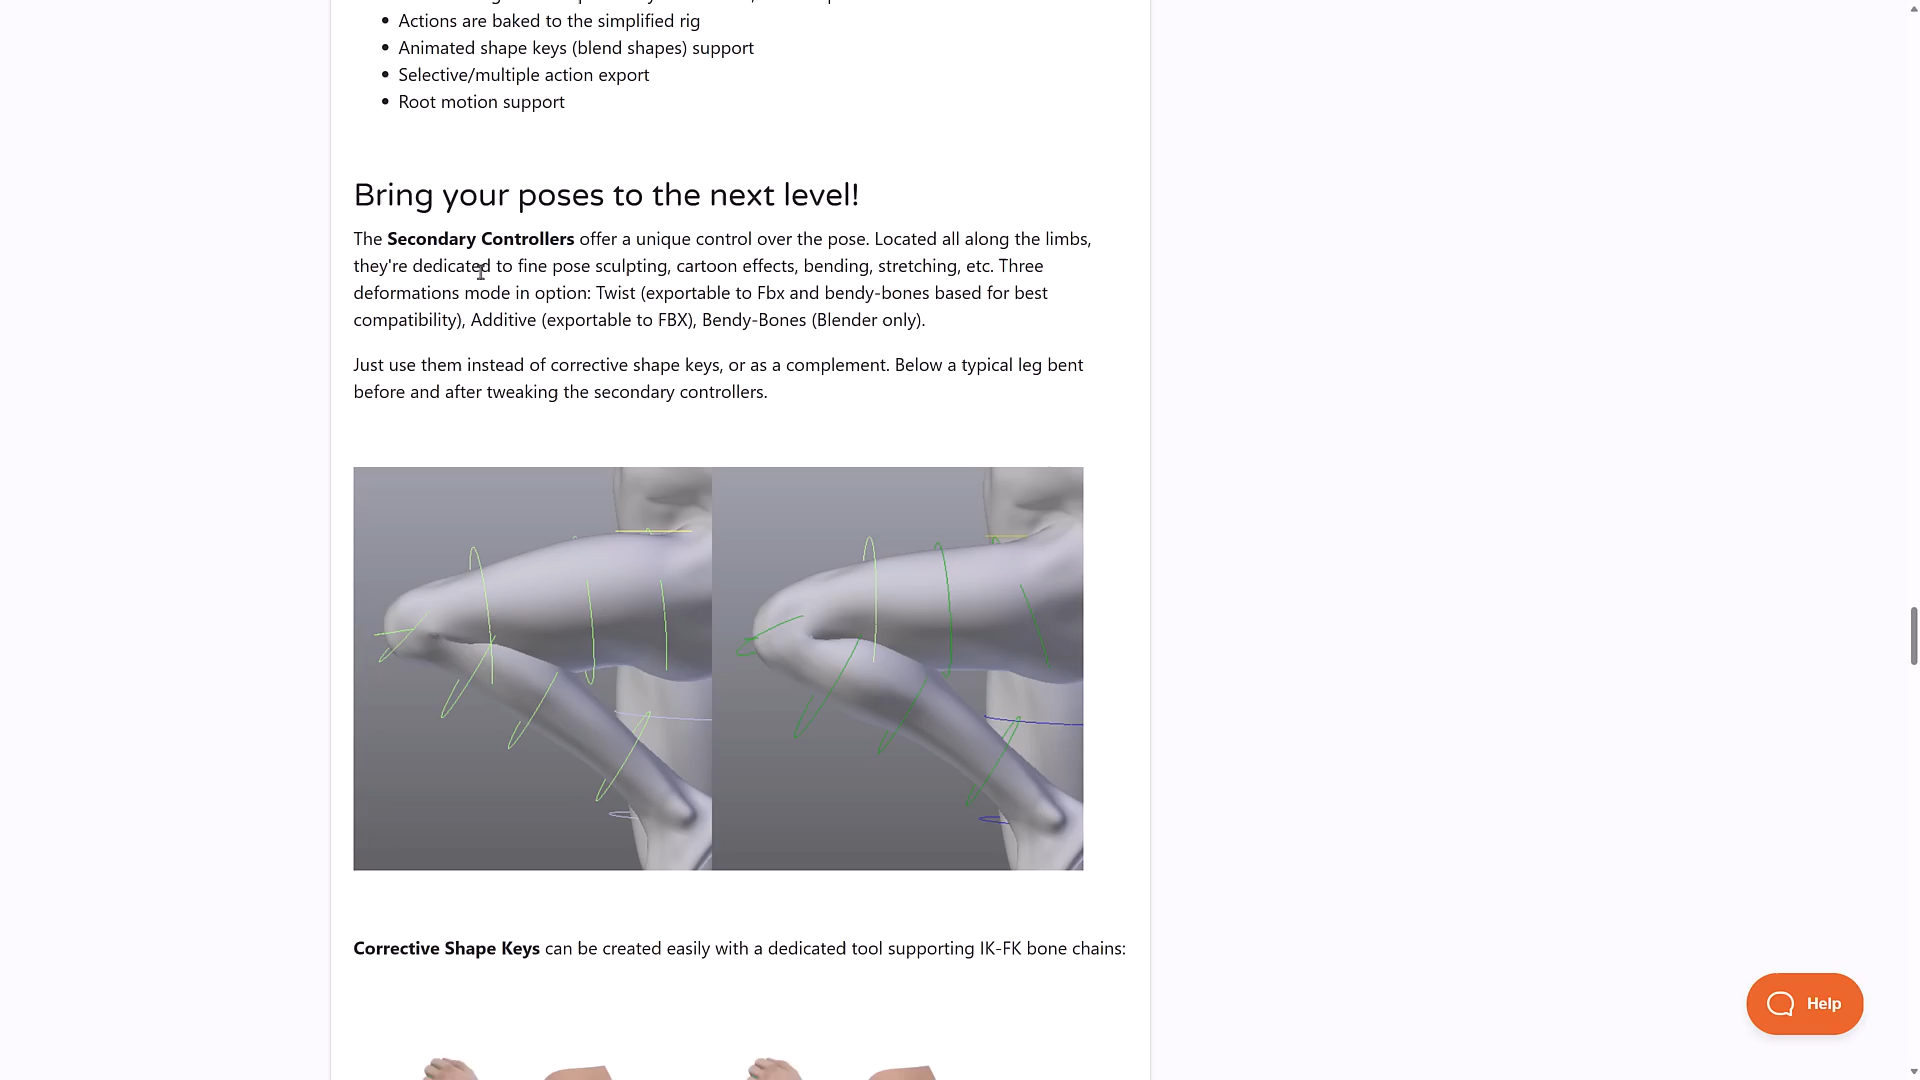 Actions are baked to the simplified rig
Animated shape keys (blend shapes) support
Selective/multiple action export
Root motion support
Bring your poses to the next level!
The Secondary Controllers offer a unique control over the pose. Located all along the limbs,
they're dedicated to fine pose sculpting, cartoon effects, bending, stretching, etc. Three
deformations mode in option: Twist (exportable to Fbx and bendy-bones based for best
compatibility), Additive (exportable to FBX), Bendy-Bones (Blender only).
Just use them instead of corrective shape keys, or as a complement. Below a typical leg bent
before and after tweaking the secondary controllers.
Corrective Shape Keys can be created easily with a dedicated tool supporting IK-FK bone chains:
Help